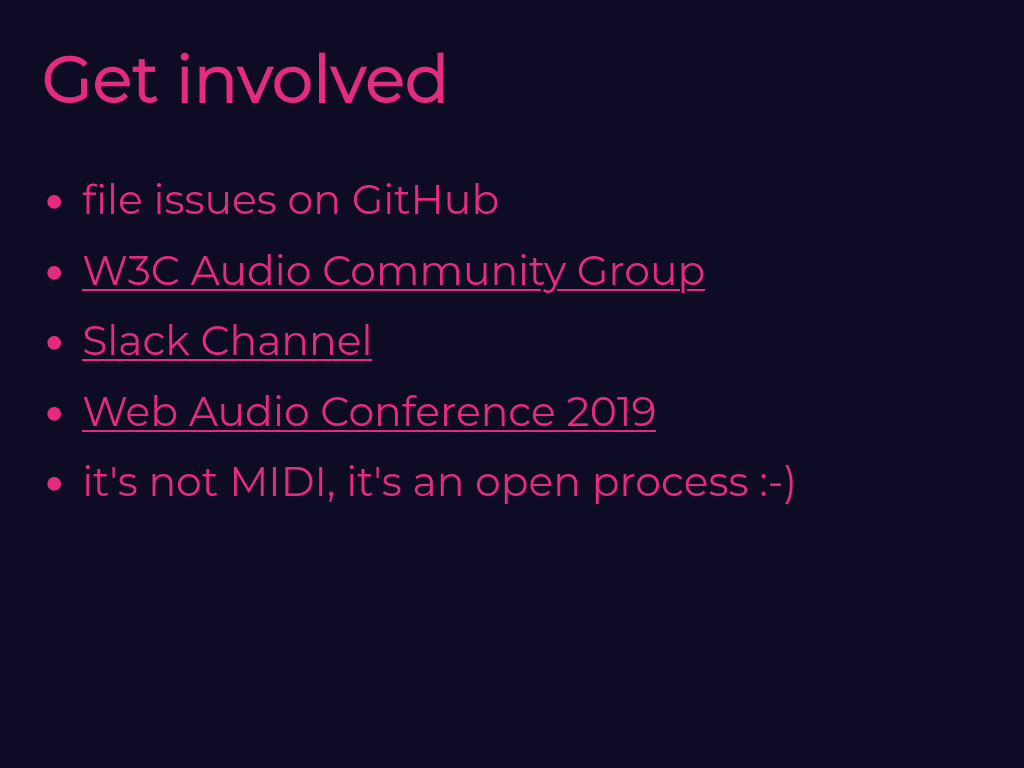 Get involved
• file issues on GitHub
• W3C Audio Community Group
• Slack Channel
• Web Audio Conference 2019
• it's not MIDI, it's an open process :-)